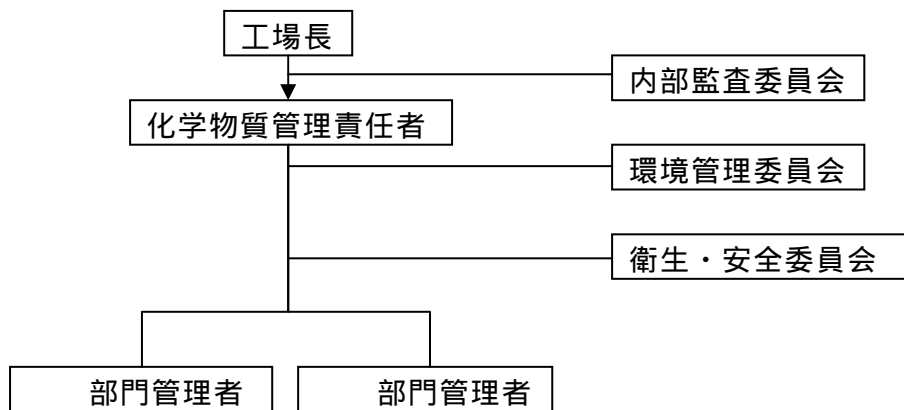 工場長
内部監査委員会
化学物質管理責任者
環境管理委員会
衛生・安全委員会
部門管理者
部門管理者